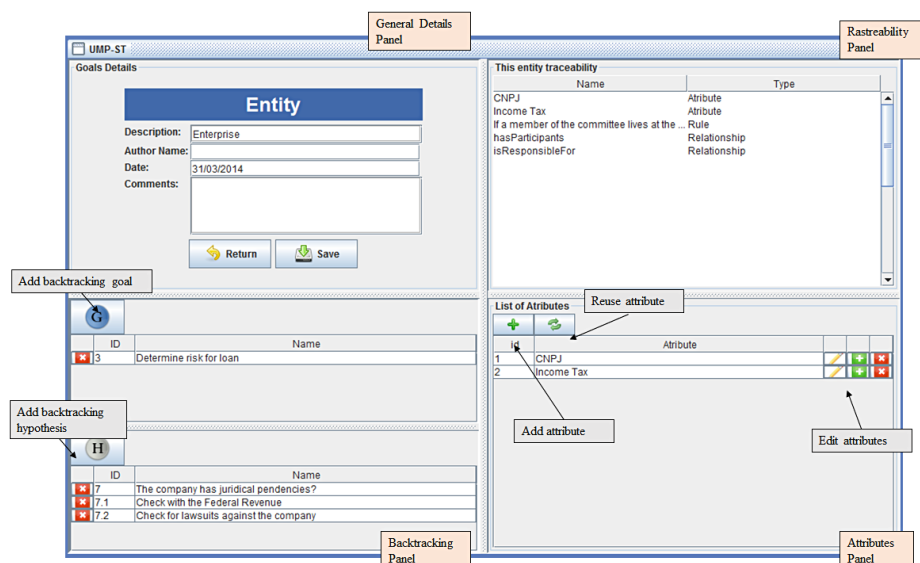 General Details
Panel
Rastreability
Panel
UMP-ST
Goals Details
Entity
Description: Enterprise
Author Name:
Date: 31/03/2014
Comments:
Return
Save
This entity traceability
Name Type
CNPJ Atribute
Income Tax Atribute
If a member of the committee lives at the ... Rule
hasParticipants Relationship
isResponsibleFor Relationship
Add backtracking goal
G
ID Name
3 Determine risk for loan
Add backtracking
hypothesis
H
ID Name
7 The company has juridical pendencies?
7.1 Check with the Federal Revenue
7.2 Check for lawsuits against the company
Backtracking
Panel
List of Atributes
Reuse attribute
id Atribute
1 CNPJ
2 Income Tax
Add attribute
Edit attributes
Attributes
Panel